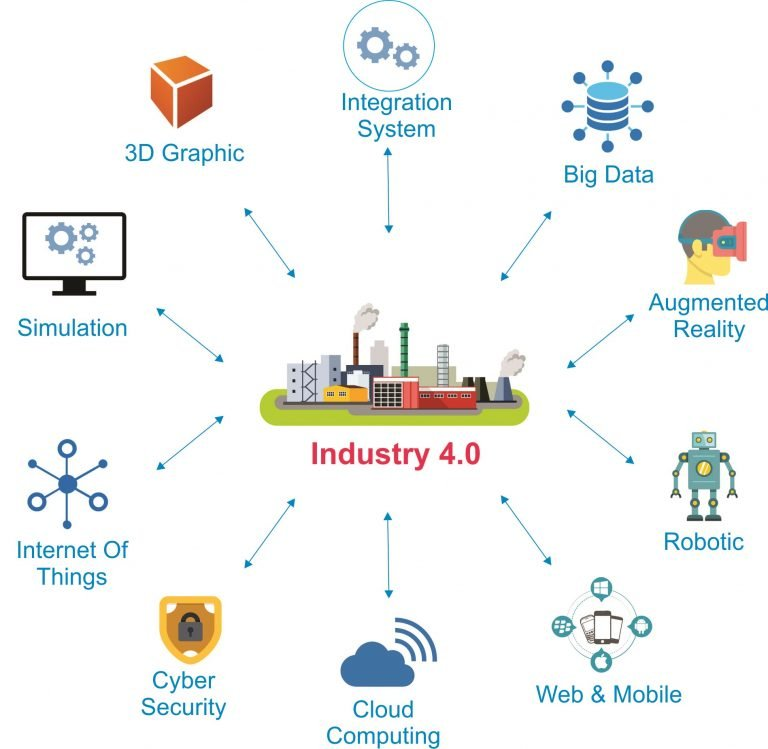 Integration
System
3D Graphic
Big Data
Simulation
Augmented
Reality
Industry 4.0
Internet Of
Things
Robotic
Cyber
Security
Cloud
Computing
Web & Mobile